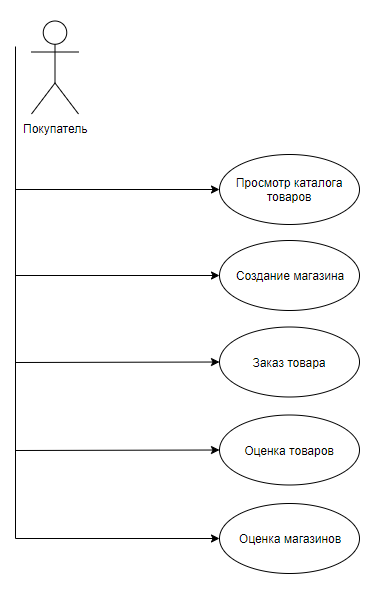 Покупатель
Просмотр каталога
товаров
Создание магазина
Заказ товара
Оценка товаров
Оценка магазинов